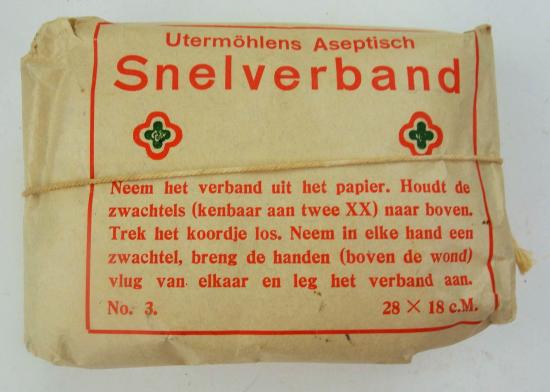 Utermöhlens Aseptisch
Snelverband
Neem het verband uit het papier. Houdt de
zwachtels (kenbaar aan twee XX) naar boven.
Trek het koordje los. Neem in elke hand een
zwachtel, breng de handen (boven de wond)
vlug van elkaar en leg het verband aan.
No. 3. 28 × 18 c.M.